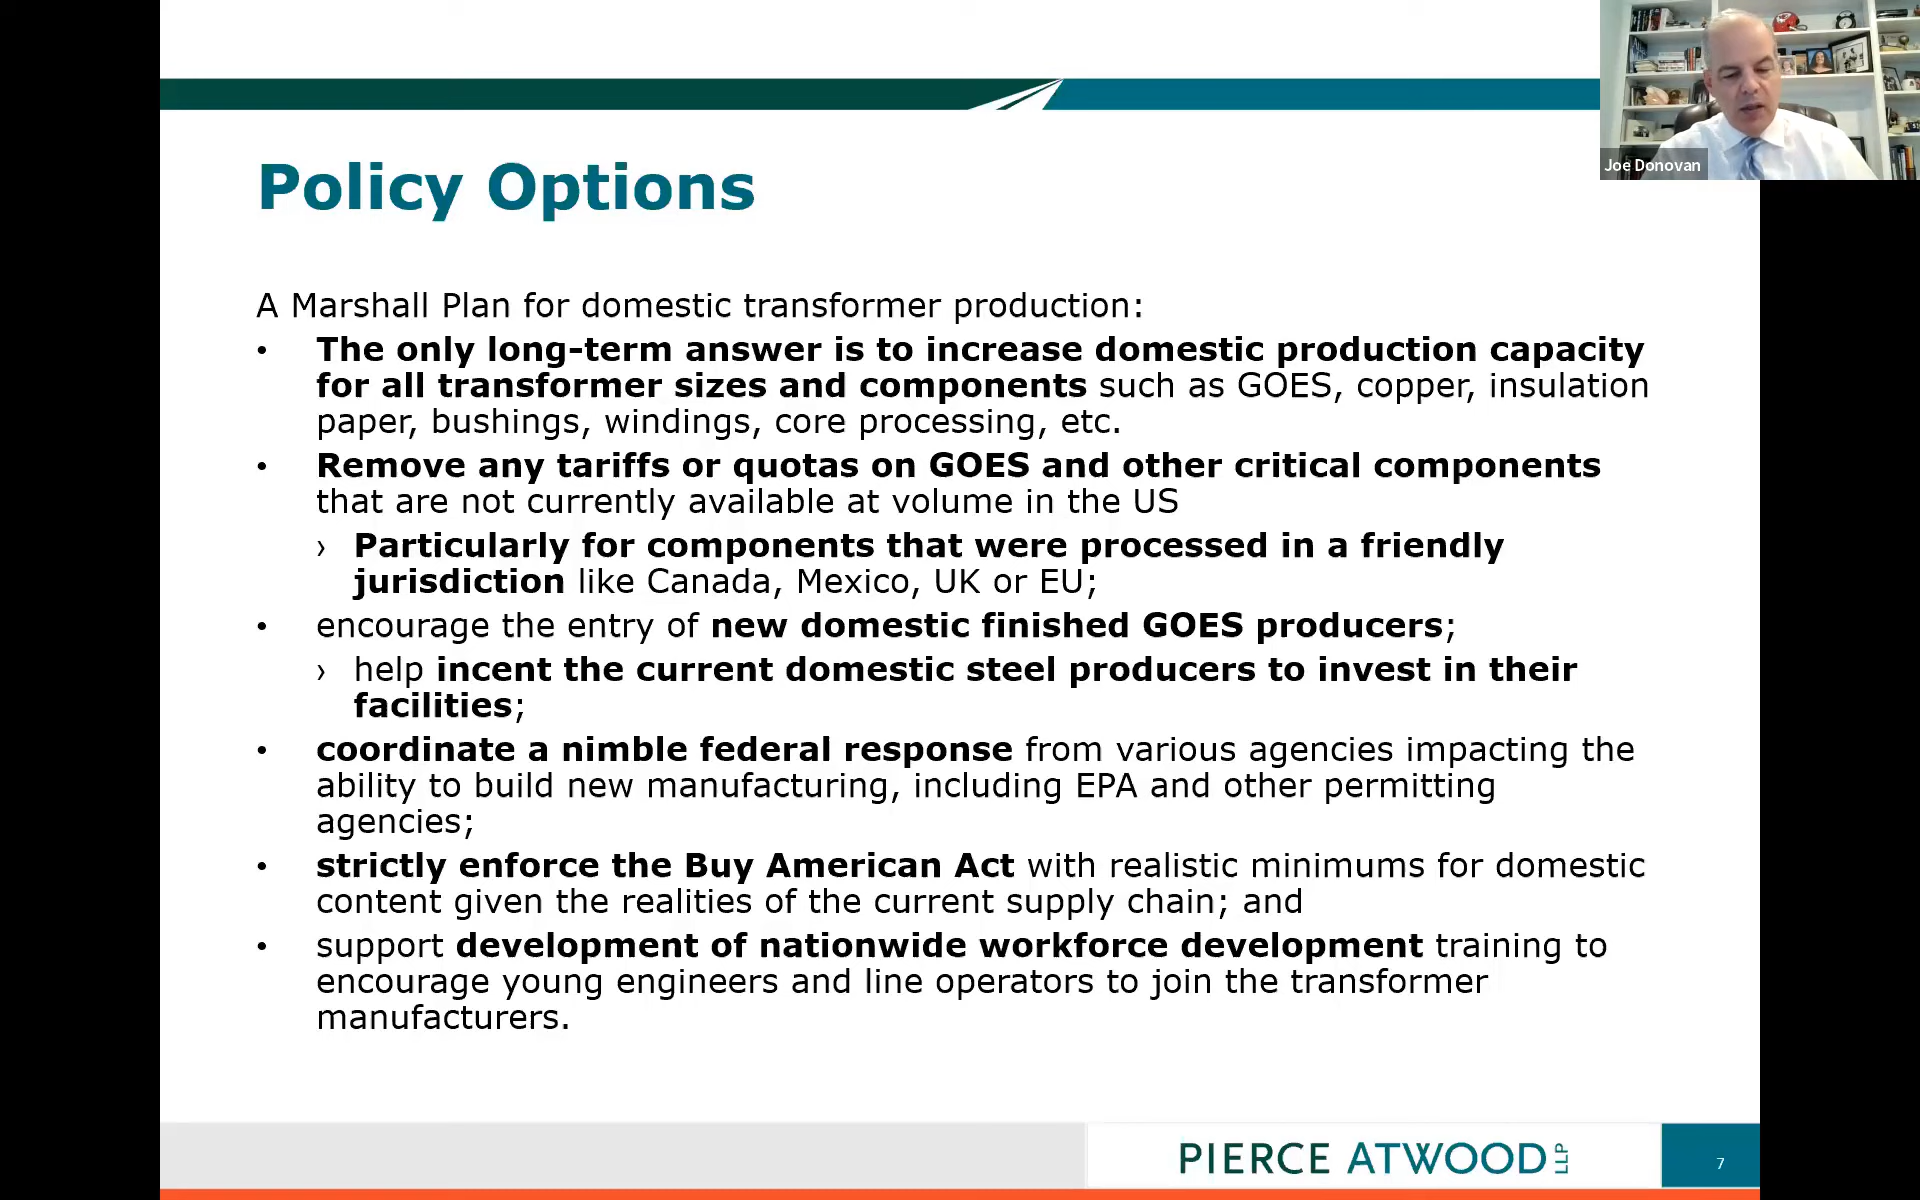 Joe Donovan
Policy Options
A Marshall Plan for domestic transformer production:
• The only long-term answer is to increase domestic production capacity
for all transformer sizes and components such as GOES, copper, insulation
paper, bushings, windings, core processing, etc.
• Remove any tariffs or quotas on GOES and other critical components
that are not currently available at volume in the US
› Particularly for components that were processed in a friendly
jurisdiction like Canada, Mexico, UK or EU;
• encourage the entry of new domestic finished GOES producers;
› help incent the current domestic steel producers to invest in their
facilities;
• coordinate a nimble federal response from various agencies impacting the
ability to build new manufacturing, including EPA and other permitting
agencies;
• strictly enforce the Buy American Act with realistic minimums for domestic
content given the realities of the current supply chain; and
• support development of nationwide workforce development training to
encourage young engineers and line operators to join the transformer
manufacturers.
PIERCE ATWOOD LLP
7